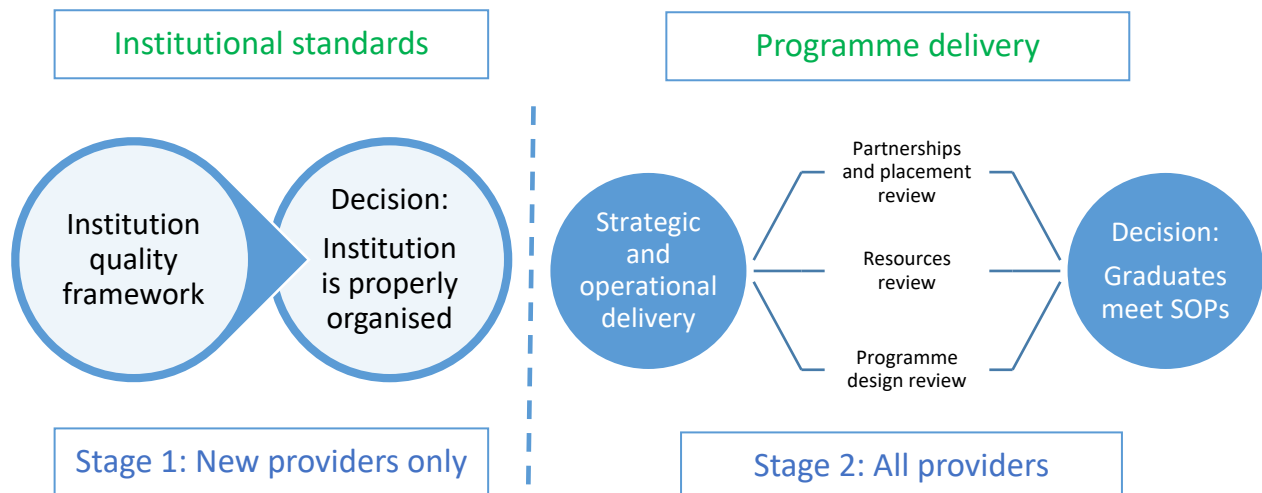 Institutional standards
Programme delivery
Institution
quality
framework
Decision:
Institution
is properly
organised
Strategic
and
operational
delivery
Partnerships
and placement
review
Resources
review
Programme
design review
Decision:
Graduates
meet SOPs
Stage 1: New providers only
Stage 2: All providers